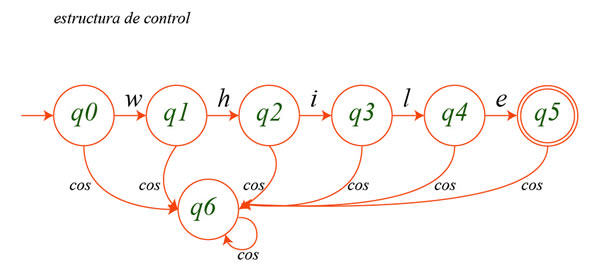 estructura de control
w h i l e
q0 q1 q2 q3 q4 q5
cos cos cos cos cos cos
q6
cos